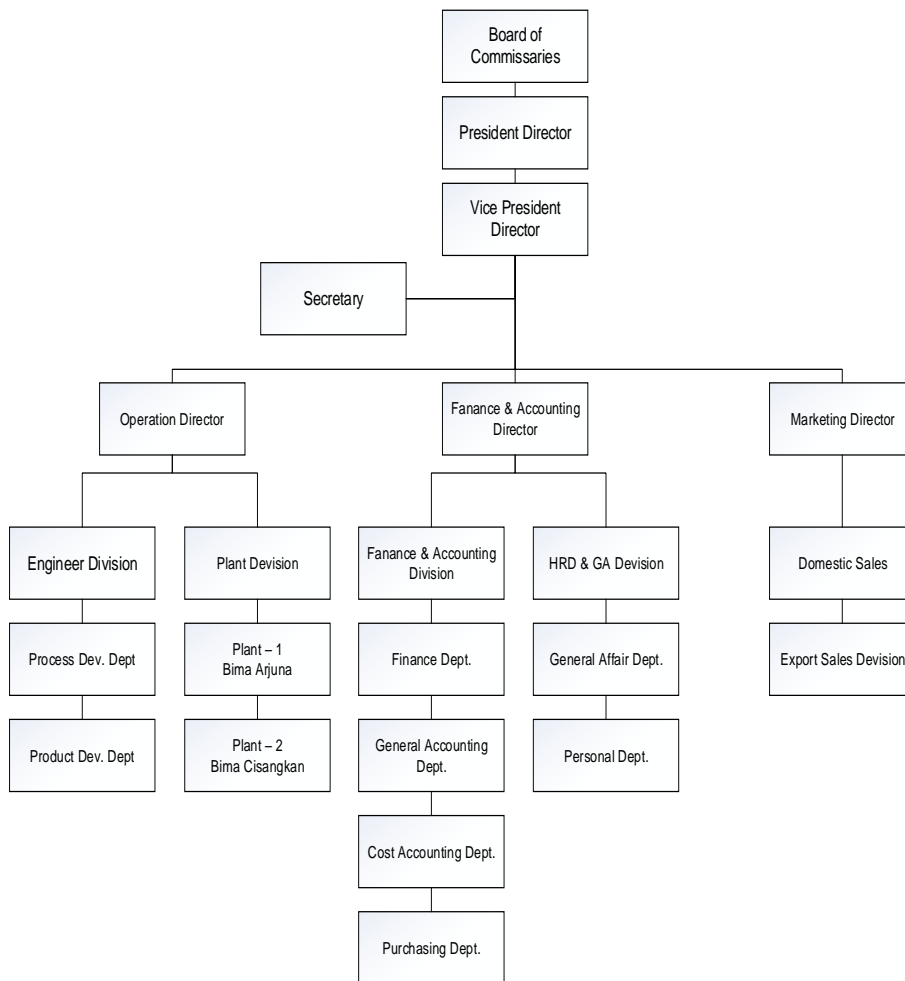 Board of
Commissaries
President Director
Vice President
Director
Secretary
Operation Director
Fanance & Accounting
Director
Marketing Director
Engineer Division
Plant Devision
Fanance & Accounting
Division
HRD & GA Devision
Domestic Sales
Process Dev. Dept
Plant – 1
Bima Arjuna
Finance Dept.
General Affair Dept.
Export Sales Devision
Product Dev. Dept
Plant – 2
Bima Cisangkan
General Accounting
Dept.
Personal Dept.
Cost Accounting Dept.
Purchasing Dept.